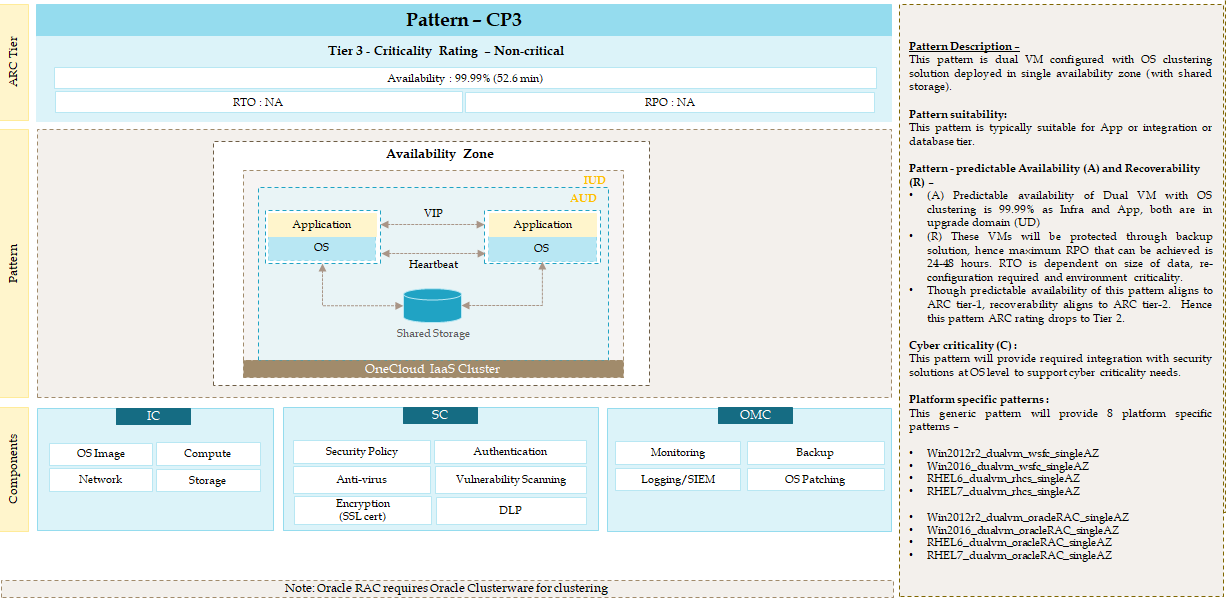 Pattern – CP3
ARC Tier
Tier 3 - Criticality Rating – Non-critical
Availability : 99.99% (52.6 min)
RTO : NA
RPO : NA
Pattern
Availability Zone
IUD
AUD
Application
OS
VIP
Heartbeat
Application
OS
Shared Storage
OneCloud IaaS Cluster
Components
IC
OS Image
Compute
Network
Storage
SC
Security Policy
Authentication
Anti-virus
Vulnerability Scanning
Encryption
(SSL cert)
DLP
OMC
Monitoring
Backup
Logging/SIEM
OS Patching
Note: Oracle RAC requires Oracle Clusterware for clustering
Pattern Description –
This pattern is dual VM configured with OS clustering
solution deployed in single availability zone (with shared
storage).
Pattern suitability:
This pattern is typically suitable for App or integration or
database tier.
Pattern - predictable Availability (A) and Recoverability
(R) –
• (A) Predictable availability of Dual VM with OS
clustering is 99.99% as Infra and App, both are in
upgrade domain (UD)
• (R) These VMs will be protected through backup
solution, hence maximum RPO that can be achieved is
24-48 hours. RTO is dependent on size of data, re-
configuration required and environment criticality.
• Though predictable availability of this pattern aligns to
ARC tier-1, recoverability aligns to ARC tier-2. Hence
this pattern ARC rating drops to Tier 2.
Cyber criticality (C) :
This pattern will provide required integration with security
solutions at OS level to support cyber criticality needs.
Platform specific patterns :
This generic pattern will provide 8 platform specific
patterns –
• Win2012r2_dualvm_wsfc_singleAZ
• Win2016_dualvm_wsfc_singleAZ
• RHEL6_dualvm_rhcs_singleAZ
• RHEL7_dualvm_rhcs_singleAZ
• Win2012r2_dualvm_oracleRAC_singleAZ
• Win2016_dualvm_oracleRAC_singleAZ
• RHEL6_dualvm_oracleRAC_singleAZ
• RHEL7_dualvm_oracleRAC_singleAZ